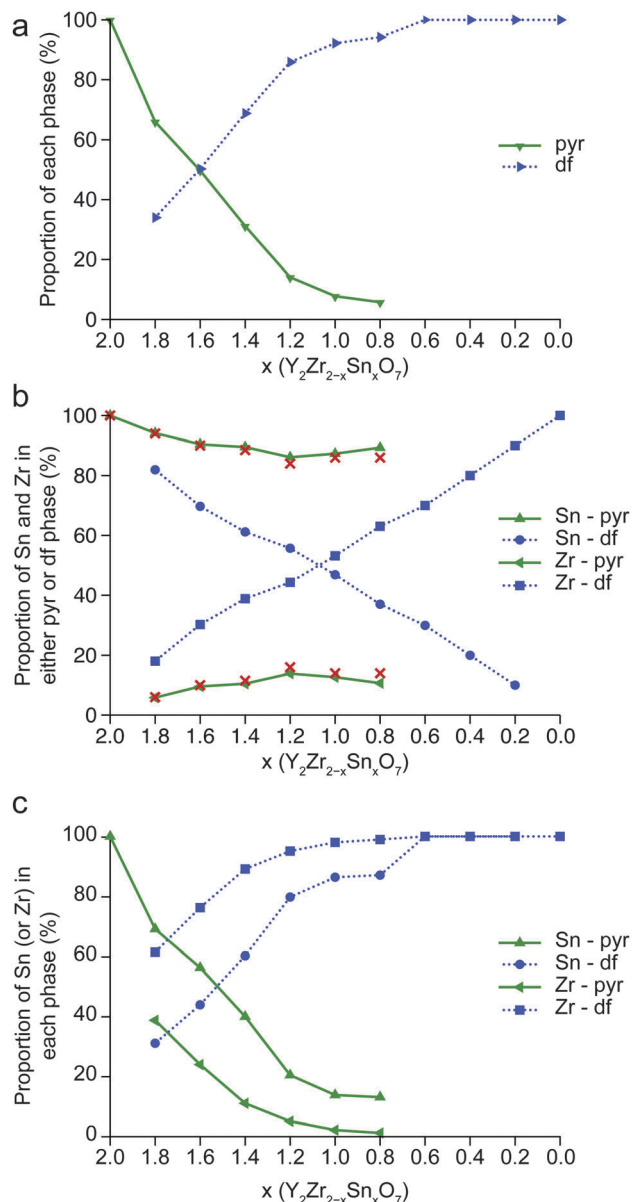 a
Proportion of each phase (%)
100
80
60
40
20
0
2.0 1.8 1.6 1.4 1.2 1.0 0.8 0.6 0.4 0.2 0.0
x (Y₂Zr₂₋ₓSnₓO₇)
pyr
df
b
Proportion of Sn and Zr in
either pyr or df phase (%)
100
80
60
40
20
0
2.0 1.8 1.6 1.4 1.2 1.0 0.8 0.6 0.4 0.2 0.0
x (Y₂Zr₂₋ₓSnₓO₇)
Sn - pyr
Sn - df
Zr - pyr
Zr - df
c
Proportion of Sn (or Zr) in
each phase (%)
100
80
60
40
20
0
2.0 1.8 1.6 1.4 1.2 1.0 0.8 0.6 0.4 0.2 0.0
x (Y₂Zr₂₋ₓSnₓO₇)
Sn - pyr
Sn - df
Zr - pyr
Zr - df